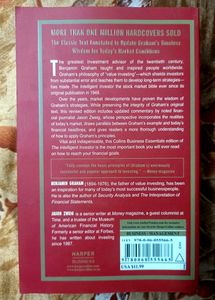 MORE THAN ONE MILLION HARDCOVERS SOLD
The Classic Text Annotated to Update Graham's Timeless
Wisdom for Today's Market Conditions
The greatest investment advisor of the twentieth century,
Benjamin Graham taught and inspired people worldwide.
Graham's philosophy of "value investing"—which shields investors
from substantial error and teaches them to develop long-term strategies—
has made The Intelligent Investor the stock market bible ever since its
original publication in 1949.
Over the years, market developments have proven the wisdom of
Graham's strategies. While preserving the integrity of Graham's original
text, this revised edition includes updated commentary by noted finan-
cial journalist Jason Zweig, whose perspective incorporates the realities
of today's market, draws parallels between Graham's examples and today's
financial headlines, and gives readers a more thorough understanding
of how to apply Graham's principles.
Vital and indispensable, this Collins Business Essentials edition of
The Intelligent Investor is the most important book you will ever read
on how to reach your financial goals.
BENJAMIN GRAHAM (1894-1976), the father of value investing, has been
an inspiration for many of today's most successful businesspeople.
He is also the author of Security Analysis and The Interpretation of
Financial Statements.
JASON ZWEIG is a senior writer at Money magazine, a guest columnist at
Time, and a trustee of the Museum
of American Financial History.
Formerly a senior editor at Forbes,
he has written about investing
since 1987.
HARPER
BUSINESS/MANAGEMENT
ISBN 978-0-06-055566-5
USA $21.99